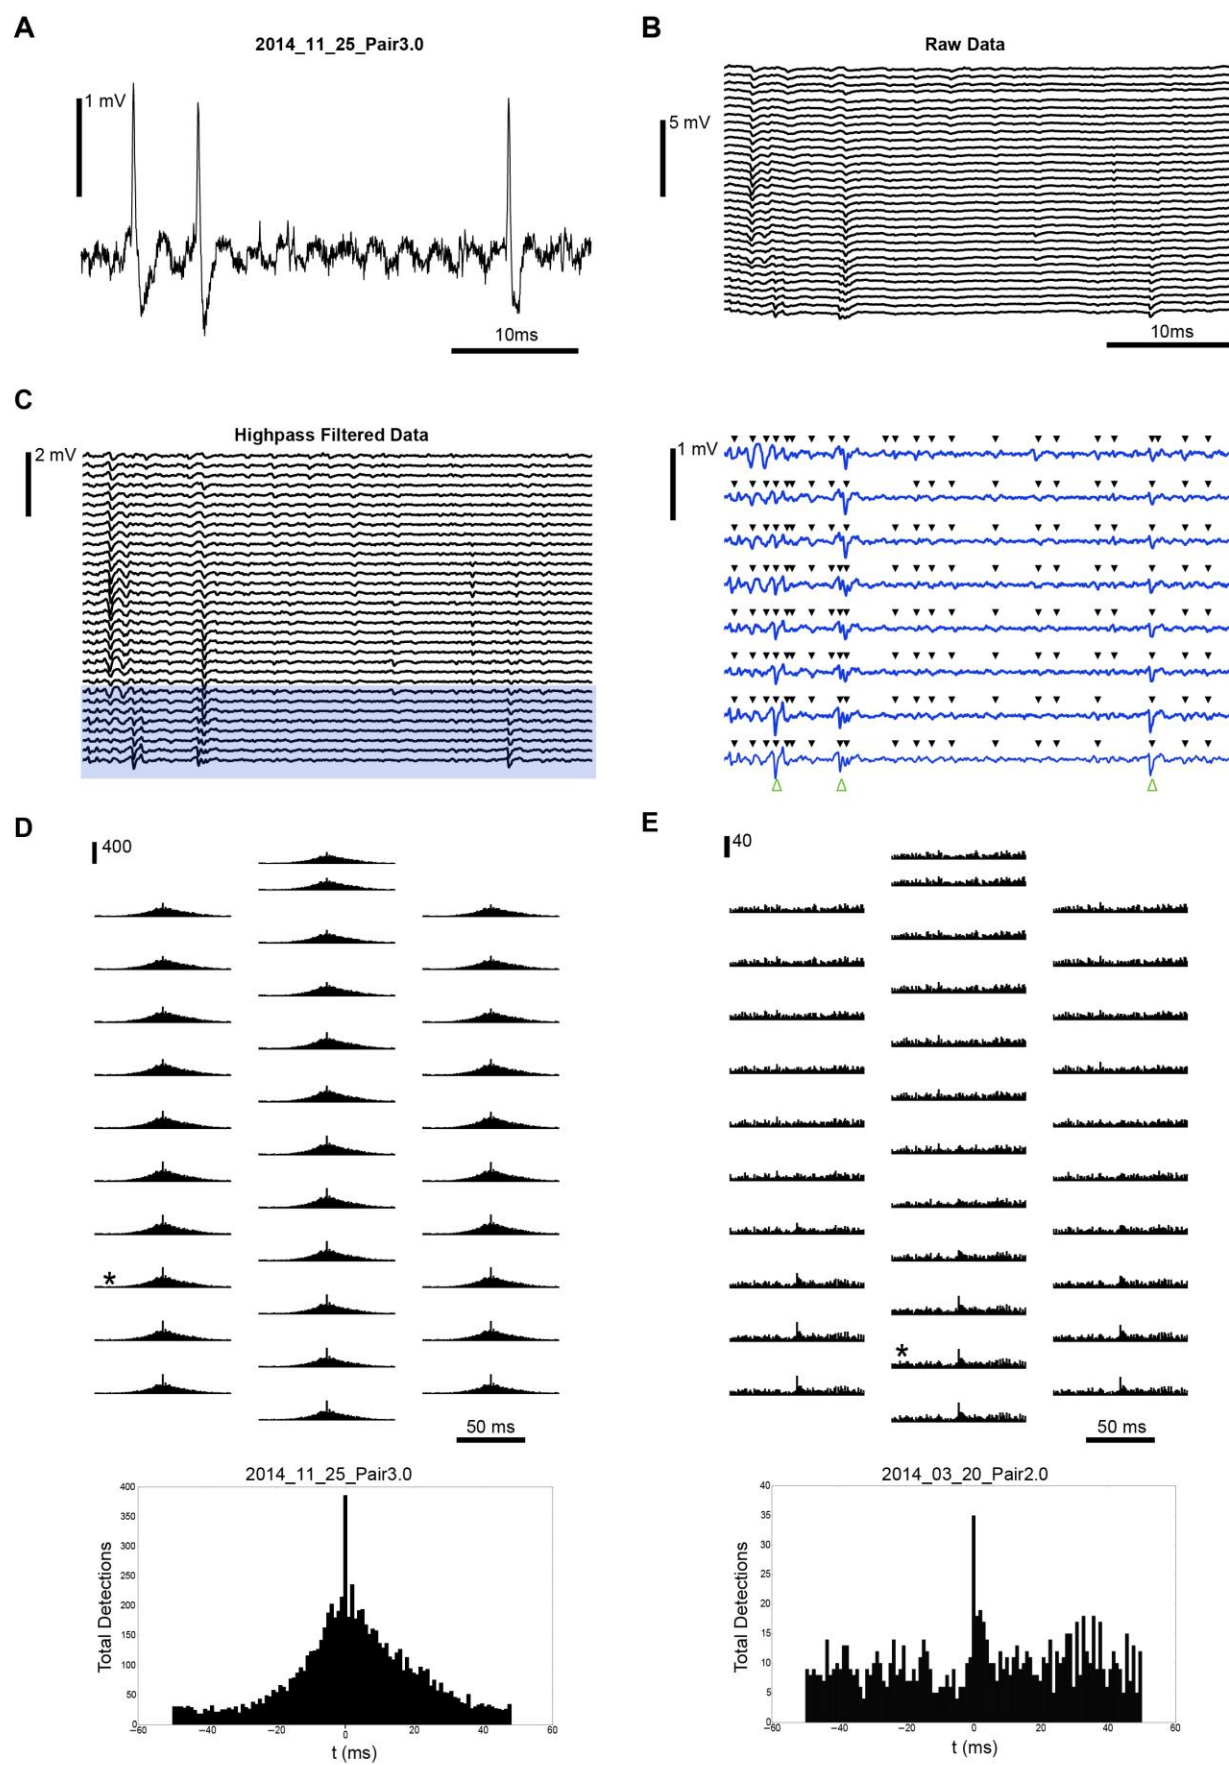 A
2014_11_25_Pair3.0
1 mV
10ms
B
Raw Data
5 mV
10ms
C
Highpass Filtered Data
2 mV
1 mV
D
400
*
50 ms
E
40
*
50 ms
2014_11_25_Pair3.0
Total Detections
400
350
300
250
200
150
100
50
0
−60 −40 −20 0 20 40 60
t (ms)
2014_03_20_Pair2.0
Total Detections
40
35
30
25
20
15
10
5
0
−60 −40 −20 0 20 40 60
t (ms)